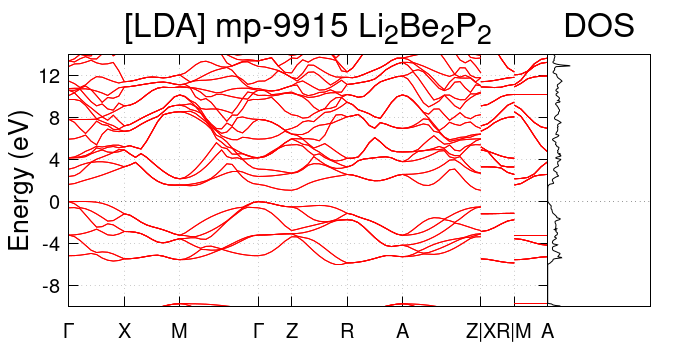 [LDA] mp-9915 Li₂Be₂P₂ DOS
Energy (eV)
12
8
4
0
-4
-8
Γ X M Γ Z R A Z|XR|M A